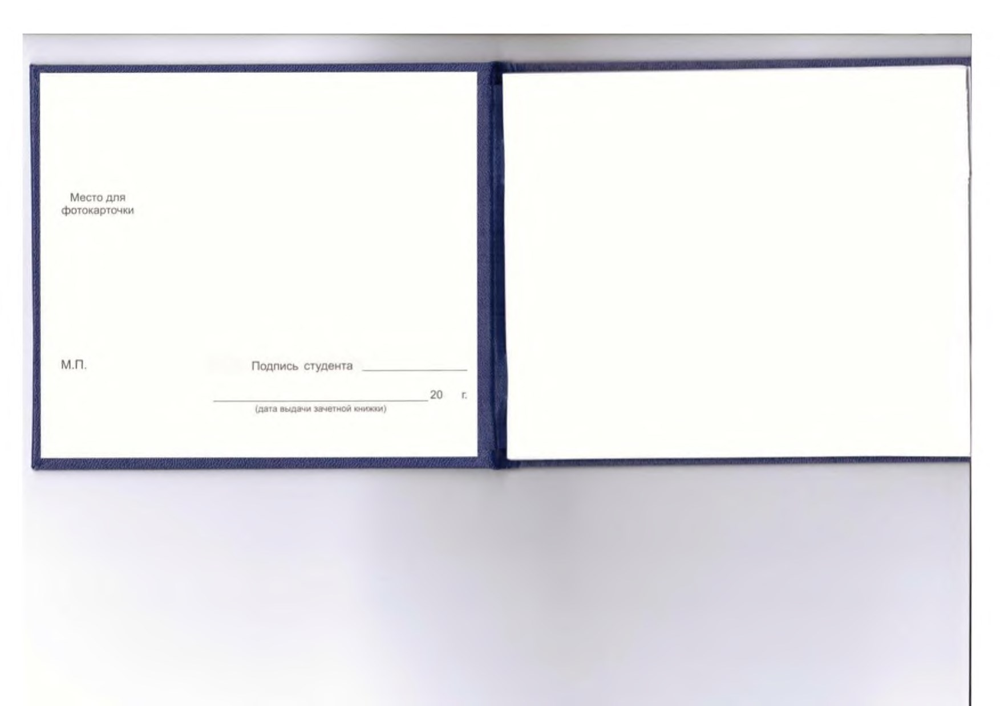 Место для
фотокарточки
М.П.
Подпись студента
20 г.
(дата выдачи зачетной книжки)